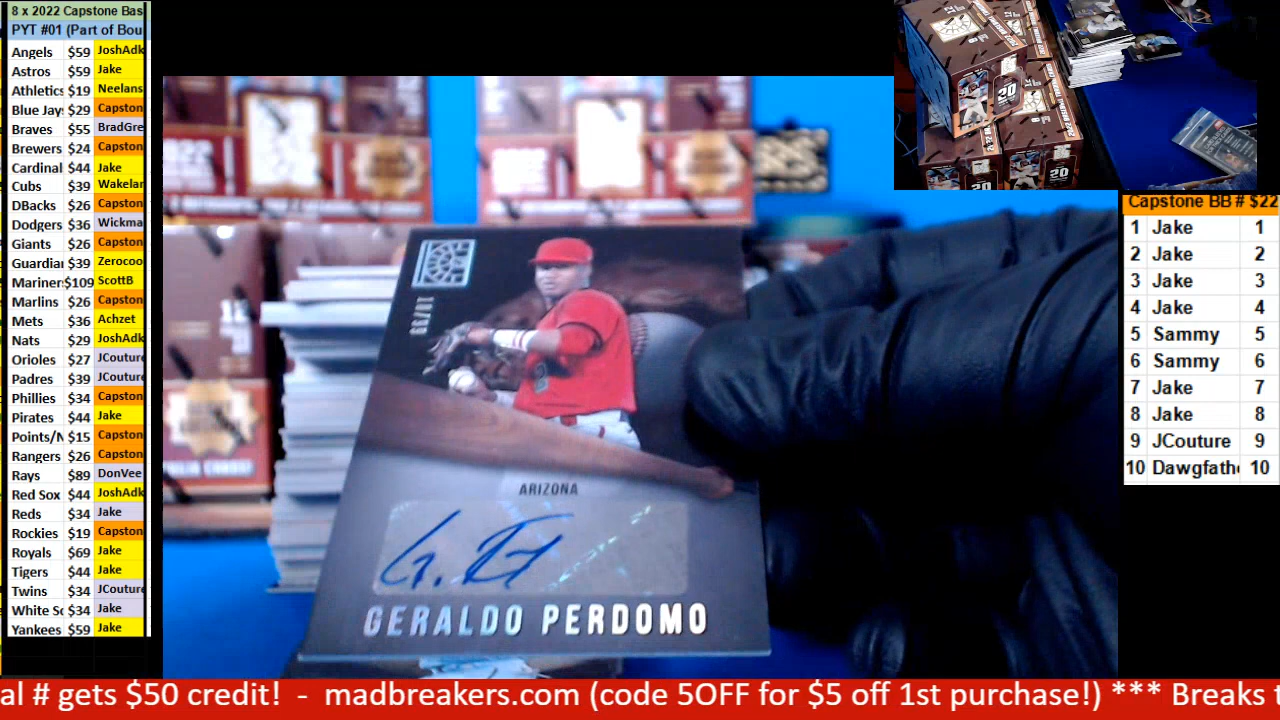 8 x 2022 Capstone Bas
PYT #01 (Part of Bou
Angels $59 JoshAdk
Astros $59 Jake
Athletics $19 Neelans
Blue Jay $29 Capston
Braves $55 BradGre
Brewers $24 Capston
Cardinal $44 Jake
Cubs $39 Wakelan
DBacks $26 Capston
Dodgers $36 Wickma
Giants $26 Capston
Guardian $39 Zerocoo
Mariner $109 ScottB
Marlins $26 Capston
Mets $36 Achzet
Nats $29 JoshAdk
Orioles $27 JCouture
Padres $39 JCouture
Phillies $34 Capston
Pirates $44 Jake
Points/N $15 Capston
Rangers $26 Capston
Rays $89 DonVee
Red Sox $44 JoshAdk
Reds $34 Jake
Rockies $19 Capston
Royals $69 Jake
Tigers $44 Jake
Twins $34 JCouture
White So $34 Jake
Yankees $59 Jake
ARIZONA
GERALDO PERDOMO
20
20
20
Capstone BB # $22
1 Jake 1
2 Jake 2
3 Jake 3
4 Jake 4
5 Sammy 5
6 Sammy 6
7 Jake 7
8 Jake 8
9 JCouture 9
10 Dawgfath 10
al # gets $50 credit! - madbreakers.com (code 5OFF for $5 off 1st purchase!) *** Breaks t